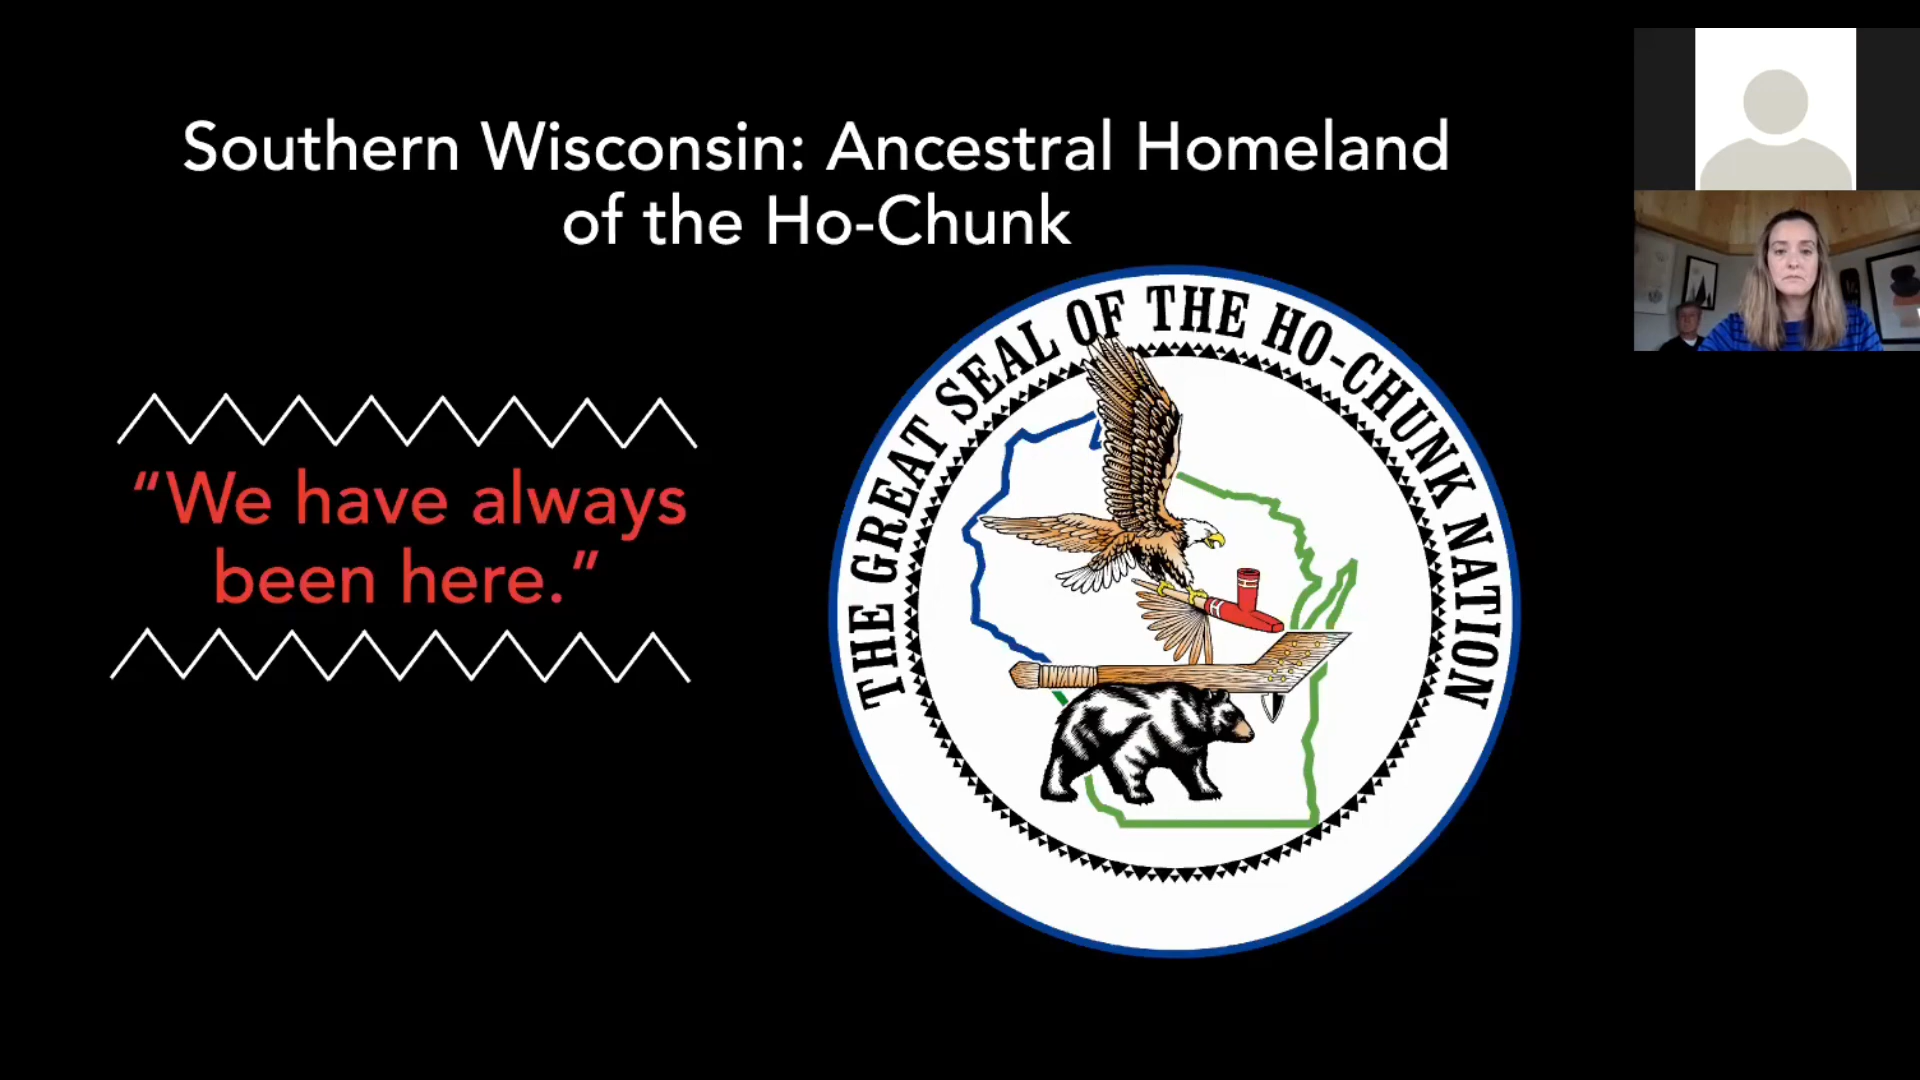 Southern Wisconsin: Ancestral Homeland
of the Ho-Chunk
“We have always
been here.”
THE GREAT SEAL OF THE HO-CHUNK NATION